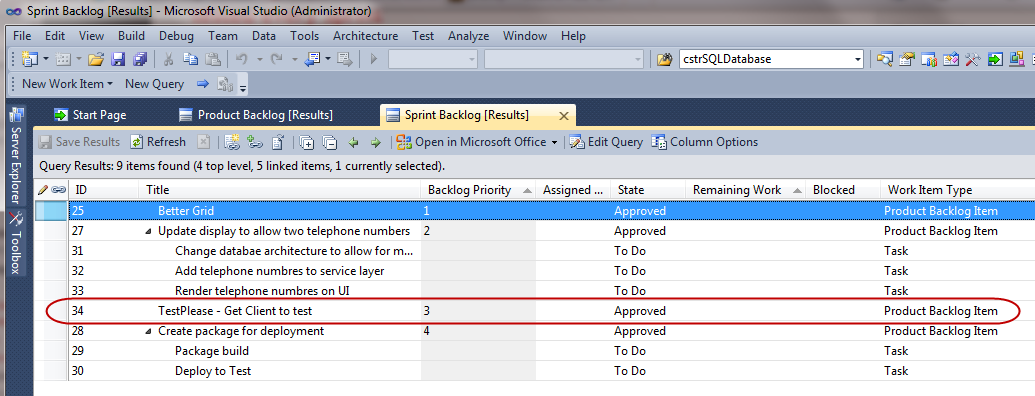 Sprint Backlog [Results] - Microsoft Visual Studio (Administrator)
File Edit View Build Debug Team Data Tools Architecture Test Analyze Window Help
cstrSQLDatabase
New Work Item New Query
Start Page Product Backlog [Results] Sprint Backlog [Results]
Save Results Refresh Open in Microsoft Office Edit Query Column Options
Query Results: 9 items found (4 top level, 5 linked items, 1 currently selected).
ID Title Backlog Priority Assigned ... State Remaining Work Blocked Work Item Type
25 Better Grid 1 Approved Product Backlog Item
27 Update display to allow two telephone numbers 2 Approved Product Backlog Item
31 Change databae architecture to allow for m... To Do Task
32 Add telephone numbres to service layer To Do Task
33 Render telephone numbres on UI To Do Task
34 TestPlease - Get Client to test 3 Approved Product Backlog Item
28 Create package for deployment 4 Approved Product Backlog Item
29 Package build To Do Task
30 Deploy to Test To Do Task
Server Explorer
Toolbox